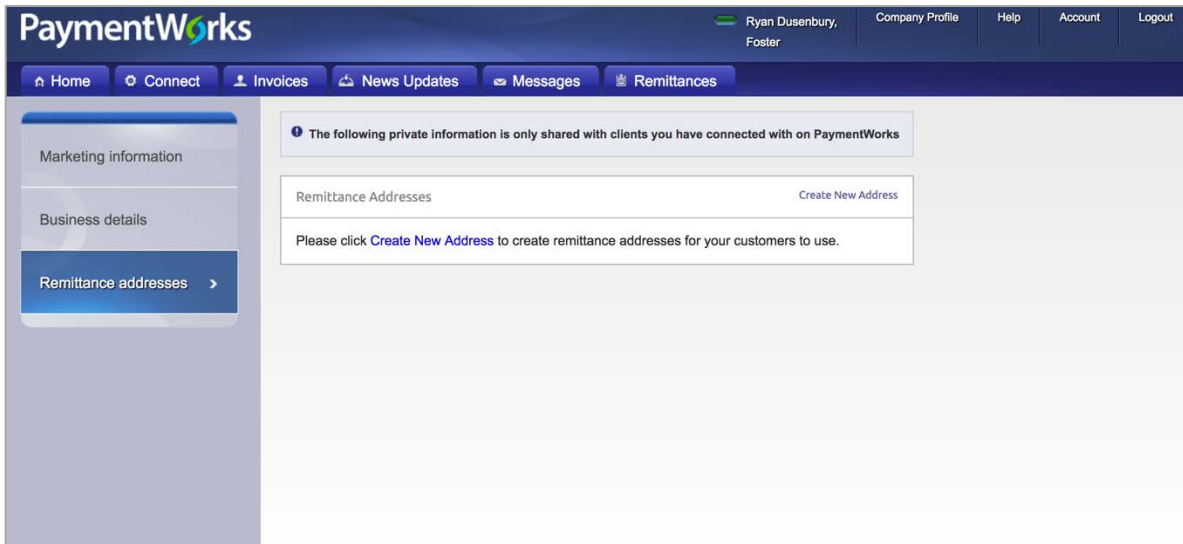 PaymentWorks
Ryan Dusenbury,
Foster
Company Profile
Help
Account
Logout
Home
Connect
Invoices
News Updates
Messages
Remittances
Marketing information
Business details
Remittance addresses
The following private information is only shared with clients you have connected with on PaymentWorks
Remittance Addresses
Create New Address
Please click Create New Address to create remittance addresses for your customers to use.